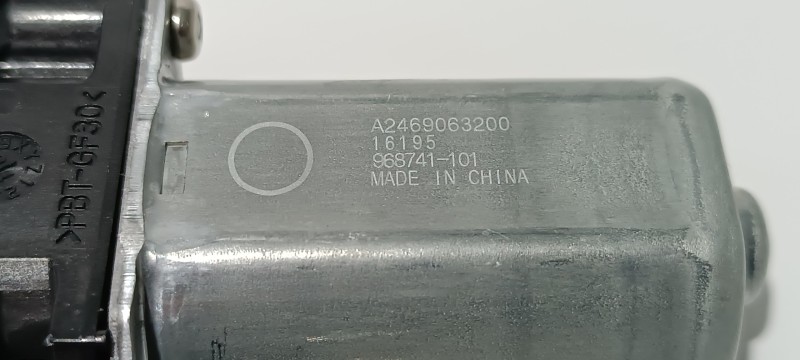 A2469063200
16195
968741-101
MADE IN CHINA
>PBT-GF30<